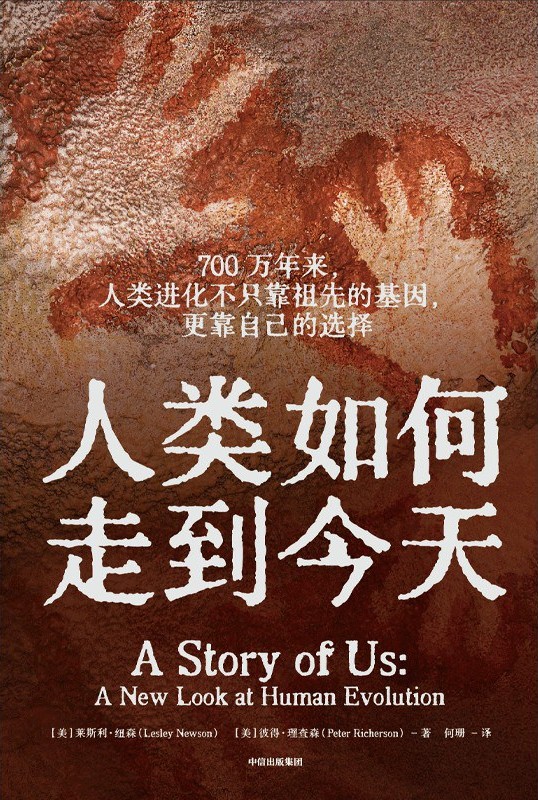 700 万年来，
人类进化不只靠祖先的基因，
更靠自己的选择
人类如何
走到今天
A Story of Us:
A New Look at Human Evolution
［美］莱斯利·纽森（Lesley Newson） ［美］彼得·理查森（Peter Richerson） – 著 何珊 – 译
中信出版集团